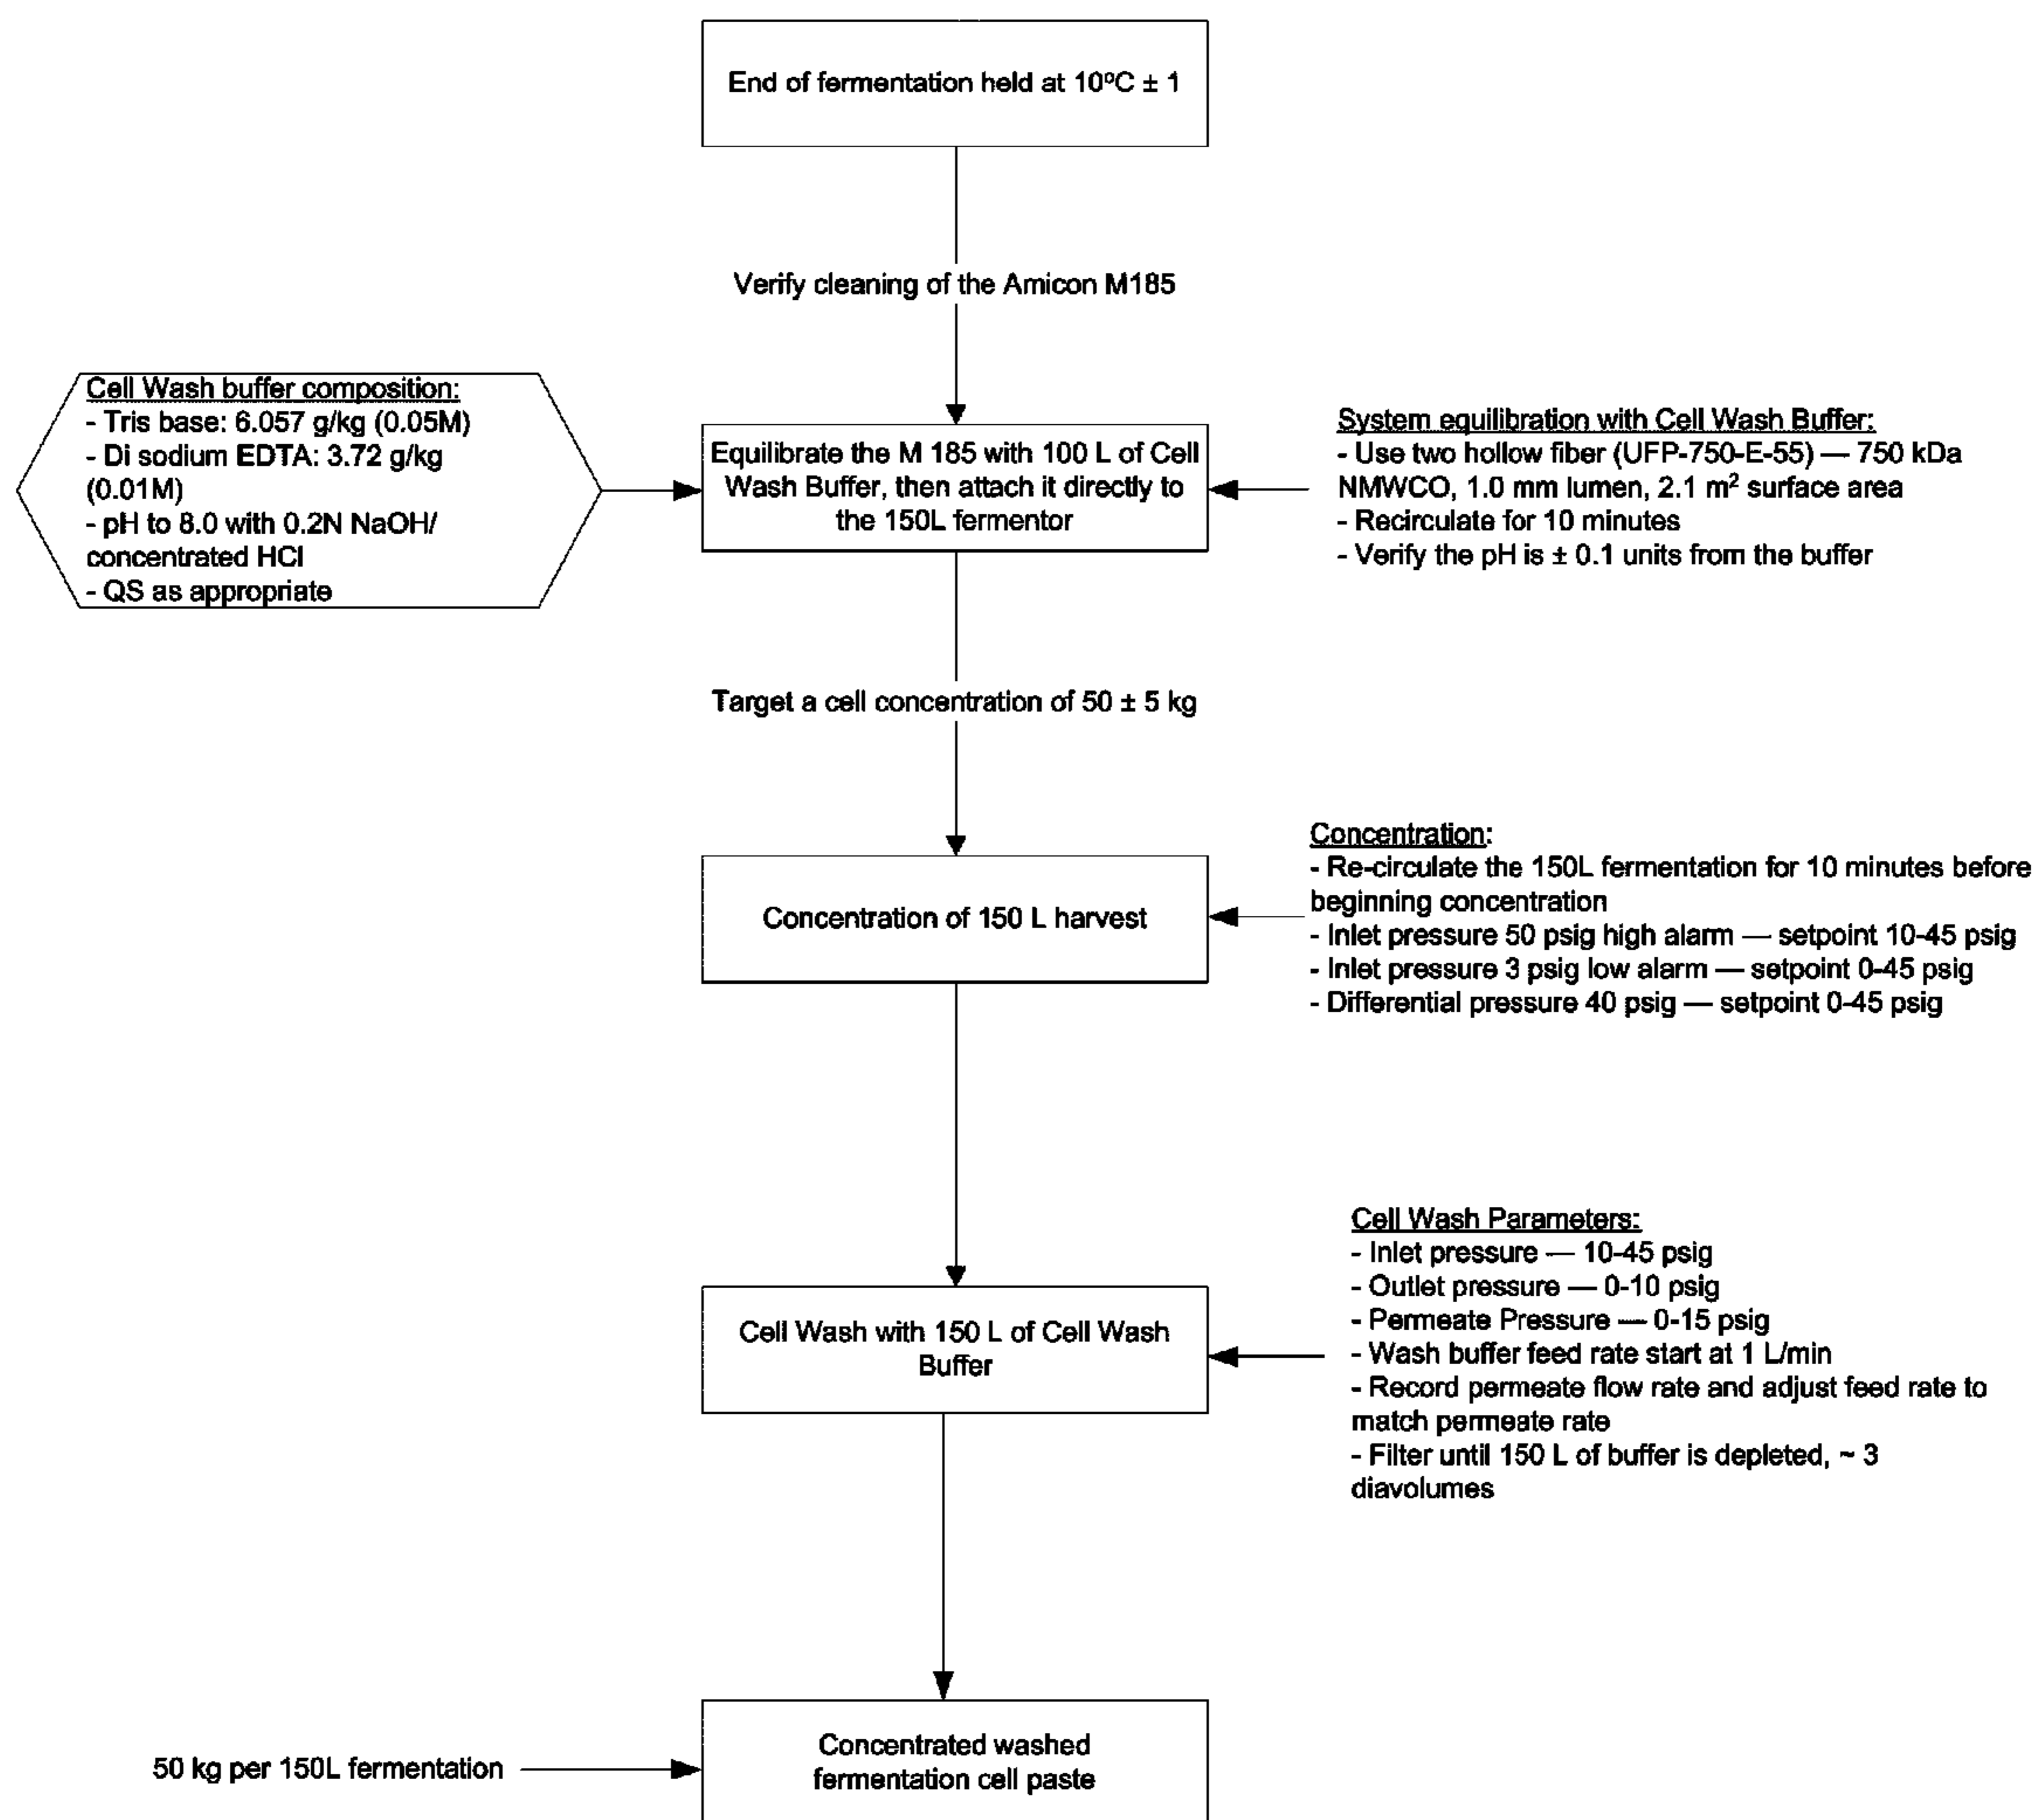 End of fermentation held at 10ºC ± 1
Verify cleaning of the Amicon M185
Cell Wash buffer composition:
- Tris base: 6.057 g/kg (0.05M)
- Di sodium EDTA: 3.72 g/kg
(0.01M)
- pH to 8.0 with 0.2N NaOH/
concentrated HCl
- QS as appropriate
Equilibrate the M 185 with 100 L of Cell
Wash Buffer, then attach it directly to
the 150L fermentor
System equilibration with Cell Wash Buffer:
- Use two hollow fiber (UFP-750-E-55) — 750 kDa
NMWCO, 1.0 mm lumen, 2.1 m² surface area
- Recirculate for 10 minutes
- Verify the pH is ± 0.1 units from the buffer
Target a cell concentration of 50 ± 5 kg
Concentration of 150 L harvest
Concentration:
- Re-circulate the 150L fermentation for 10 minutes before
beginning concentration
- Inlet pressure 50 psig high alarm — setpoint 10-45 psig
- Inlet pressure 3 psig low alarm — setpoint 0-45 psig
- Differential pressure 40 psig — setpoint 0-45 psig
Cell Wash with 150 L of Cell Wash
Buffer
Cell Wash Parameters:
- Inlet pressure — 10-45 psig
- Outlet pressure — 0-10 psig
- Permeate Pressure — 0-15 psig
- Wash buffer feed rate start at 1 L/min
- Record permeate flow rate and adjust feed rate to
match permeate rate
- Filter until 150 L of buffer is depleted, ~ 3
diavolumes
50 kg per 150L fermentation
Concentrated washed
fermentation cell paste